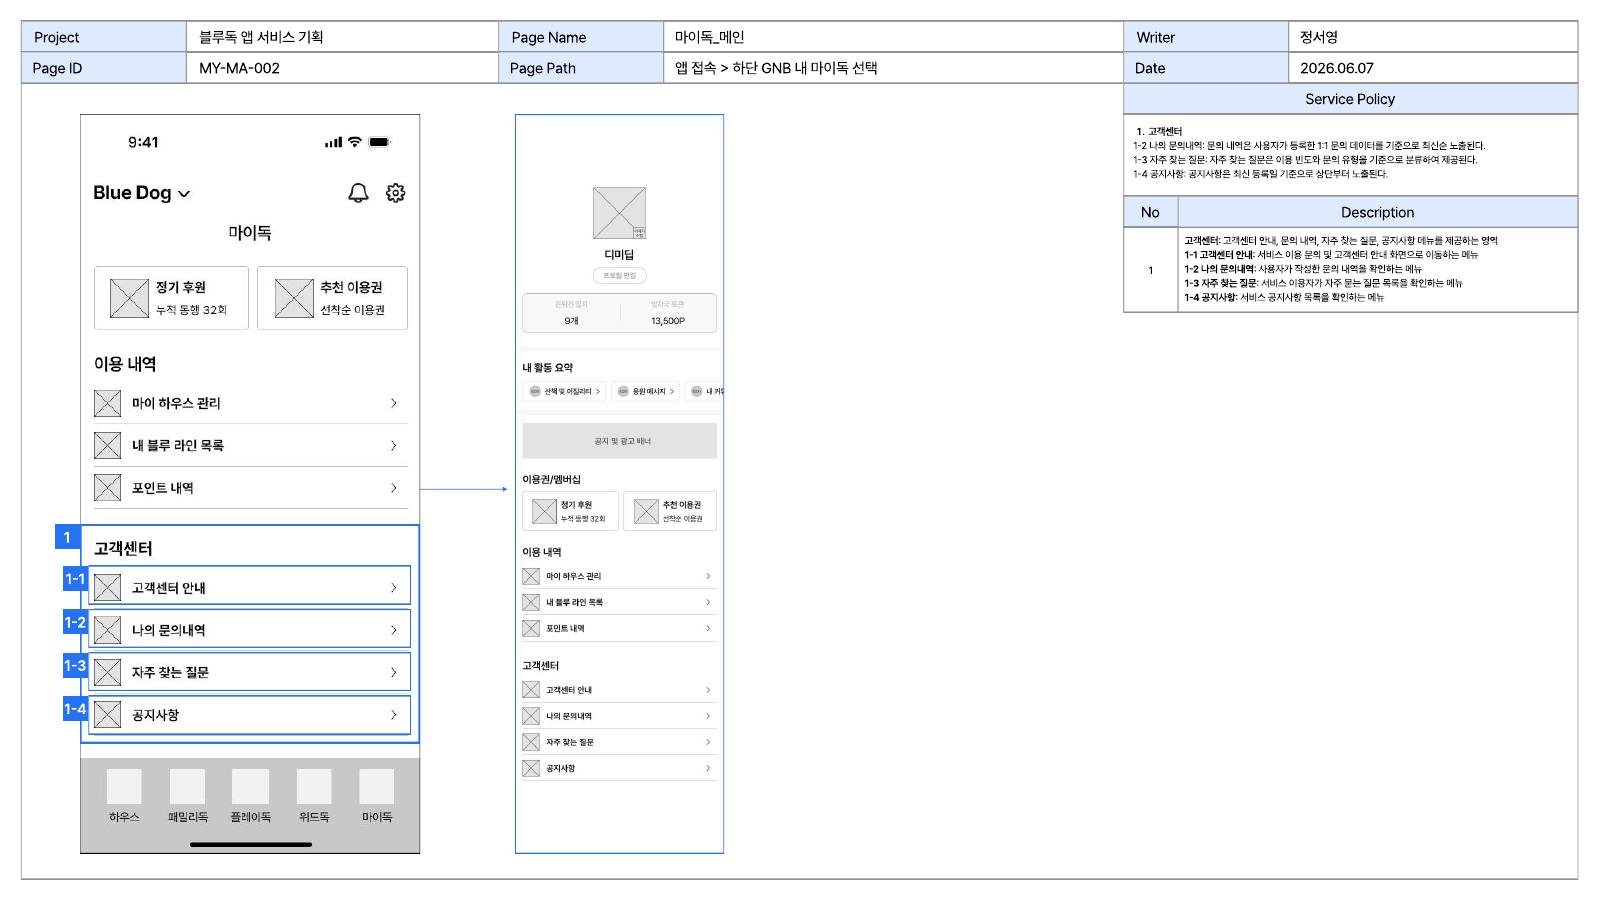 Project 블루독 앱 서비스 기획 Page Name 마이독_메인 Writer 정서영
Page ID MY-MA-002 Page Path 앱 접속 > 하단 GNB 내 마이독 선택 Date 2026.06.07
9:41
Blue Dog
마이독
정기 후원
누적 동행 32회
추천 이용권
선착순 이용권
이용 내역
마이 하우스 관리
내 블루 라인 목록
포인트 내역
1
고객센터
1-1 고객센터 안내
1-2 나의 문의내역
1-3 자주 찾는 질문
1-4 공지사항
하우스 패밀리독 플레이독 위드독 마이독
디미딥
프로필 편집
9개 13,500P
내 활동 요약
산책 및 어질리티 응원 메시지 내 커뮤
공지 및 광고 배너
이용권/멤버십
정기 후원
누적 동행 32회
추천 이용권
선착순 이용권
이용 내역
마이 하우스 관리
내 블루 라인 목록
포인트 내역
고객센터
고객센터 안내
나의 문의내역
자주 찾는 질문
공지사항
Service Policy
1. 고객센터
1-2 나의 문의내역: 문의 내역은 사용자가 등록한 1:1 문의 데이터를 기준으로 최신순 노출된다.
1-3 자주 찾는 질문: 자주 찾는 질문은 이용 빈도와 문의 유형을 기준으로 분류하여 제공된다.
1-4 공지사항: 공지사항은 최신 등록일 기준으로 상단부터 노출된다.
No Description
1
고객센터: 고객센터 안내, 문의 내역, 자주 찾는 질문, 공지사항 메뉴를 제공하는 영역
1-1 고객센터 안내: 서비스 이용 문의 및 고객센터 안내 화면으로 이동하는 메뉴
1-2 나의 문의내역: 사용자가 작성한 문의 내역을 확인하는 메뉴
1-3 자주 찾는 질문: 서비스 이용자가 자주 묻는 질문 목록을 확인하는 메뉴
1-4 공지사항: 서비스 공지사항 목록을 확인하는 메뉴